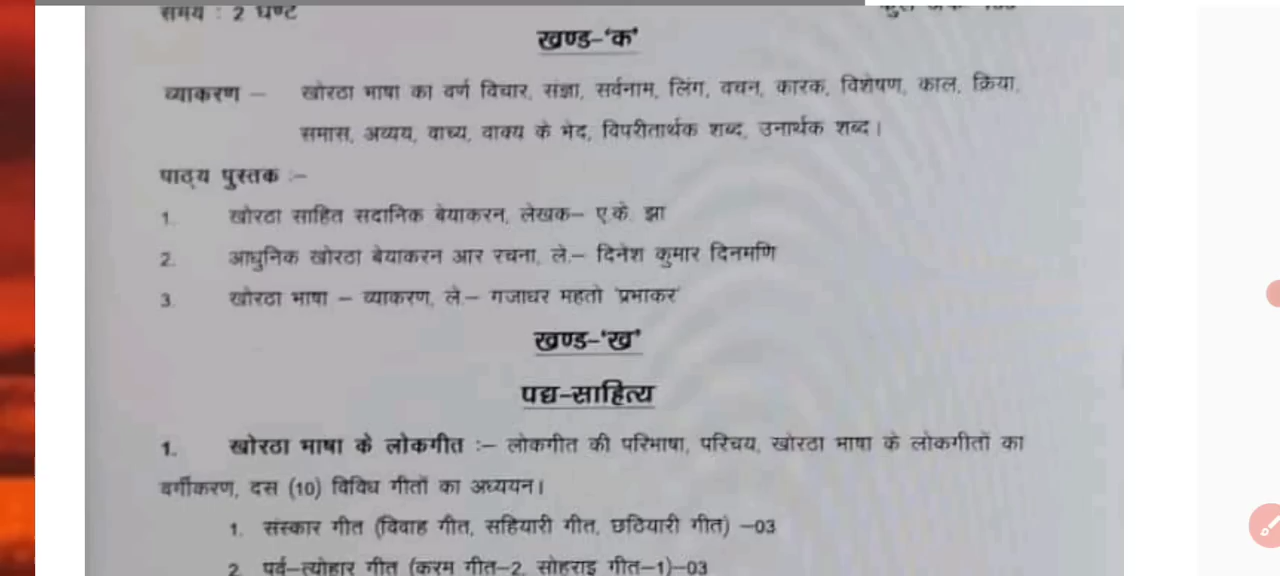 समय : 2 घण्टे
खण्ड-'क'
व्याकरण – खोरठा भाषा का वर्ण विचार, संज्ञा, सर्वनाम, लिंग, वचन, कारक, विशेषण, काल, क्रिया,
समास, अव्यय, वाच्य, वाक्य के भेद, विपरीतार्थक शब्द, उनार्थक शब्द।
पाठ्य पुस्तक :–
1. खोरठा साहित सदानिक बेयाकरन, लेखक– ए.के. झा
2. आधुनिक खोरठा बेयाकरन आर रचना, ले.– दिनेश कुमार दिनमणि
3. खोरठा भाषा – व्याकरण, ले.– गजाधर महतो 'प्रभाकर'
खण्ड-'ख'
पद्य-साहित्य
1. खोरठा भाषा के लोकगीत :– लोकगीत की परिभाषा, परिचय, खोरठा भाषा के लोकगीतों का
वर्गीकरण, दस (10) विविध गीतों का अध्ययन।
1. संस्कार गीत (विवाह गीत, सहियारी गीत, छठियारी गीत) –03
2. पर्व–त्योहार गीत (करम गीत–2, सोहराइ गीत–1)–03